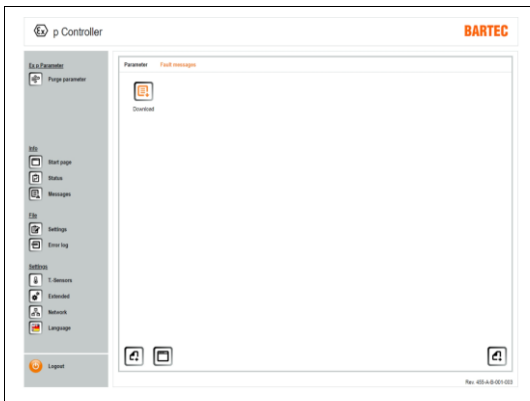 Ex p Controller
BARTEC
Ex p Parameter
Purge parameter
Info
Start page
Status
Messages
File
Settings
Error log
Settings
T.-Sensors
Extended
Network
Language
Logout
Parameter Fault messages
Download
Rev. 455-A-B-001-003